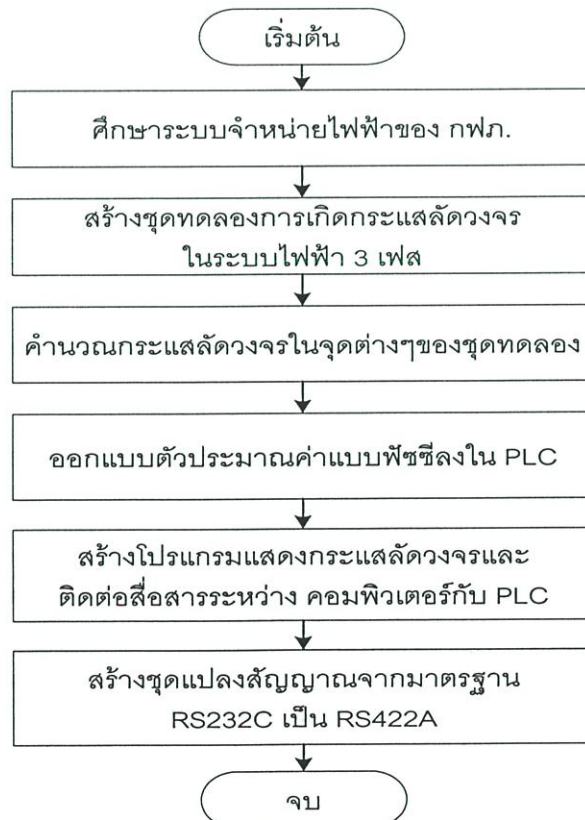 เริ่มต้น
ศึกษาระบบจำหน่ายไฟฟ้าของ กฟภ.
สร้างชุดทดลองการเกิดกระแสลัดวงจร
ในระบบไฟฟ้า 3 เฟส
คำนวณกระแสลัดวงจรในจุดต่างๆของชุดทดลอง
ออกแบบตัวประมาณค่าแบบฟัซซีลงใน PLC
สร้างโปรแกรมแสดงกระแสลัดวงจรและ
ติดต่อสื่อสารระหว่าง คอมพิวเตอร์กับ PLC
สร้างชุดแปลงสัญญาณจากมาตรฐาน
RS232C เป็น RS422A
จบ